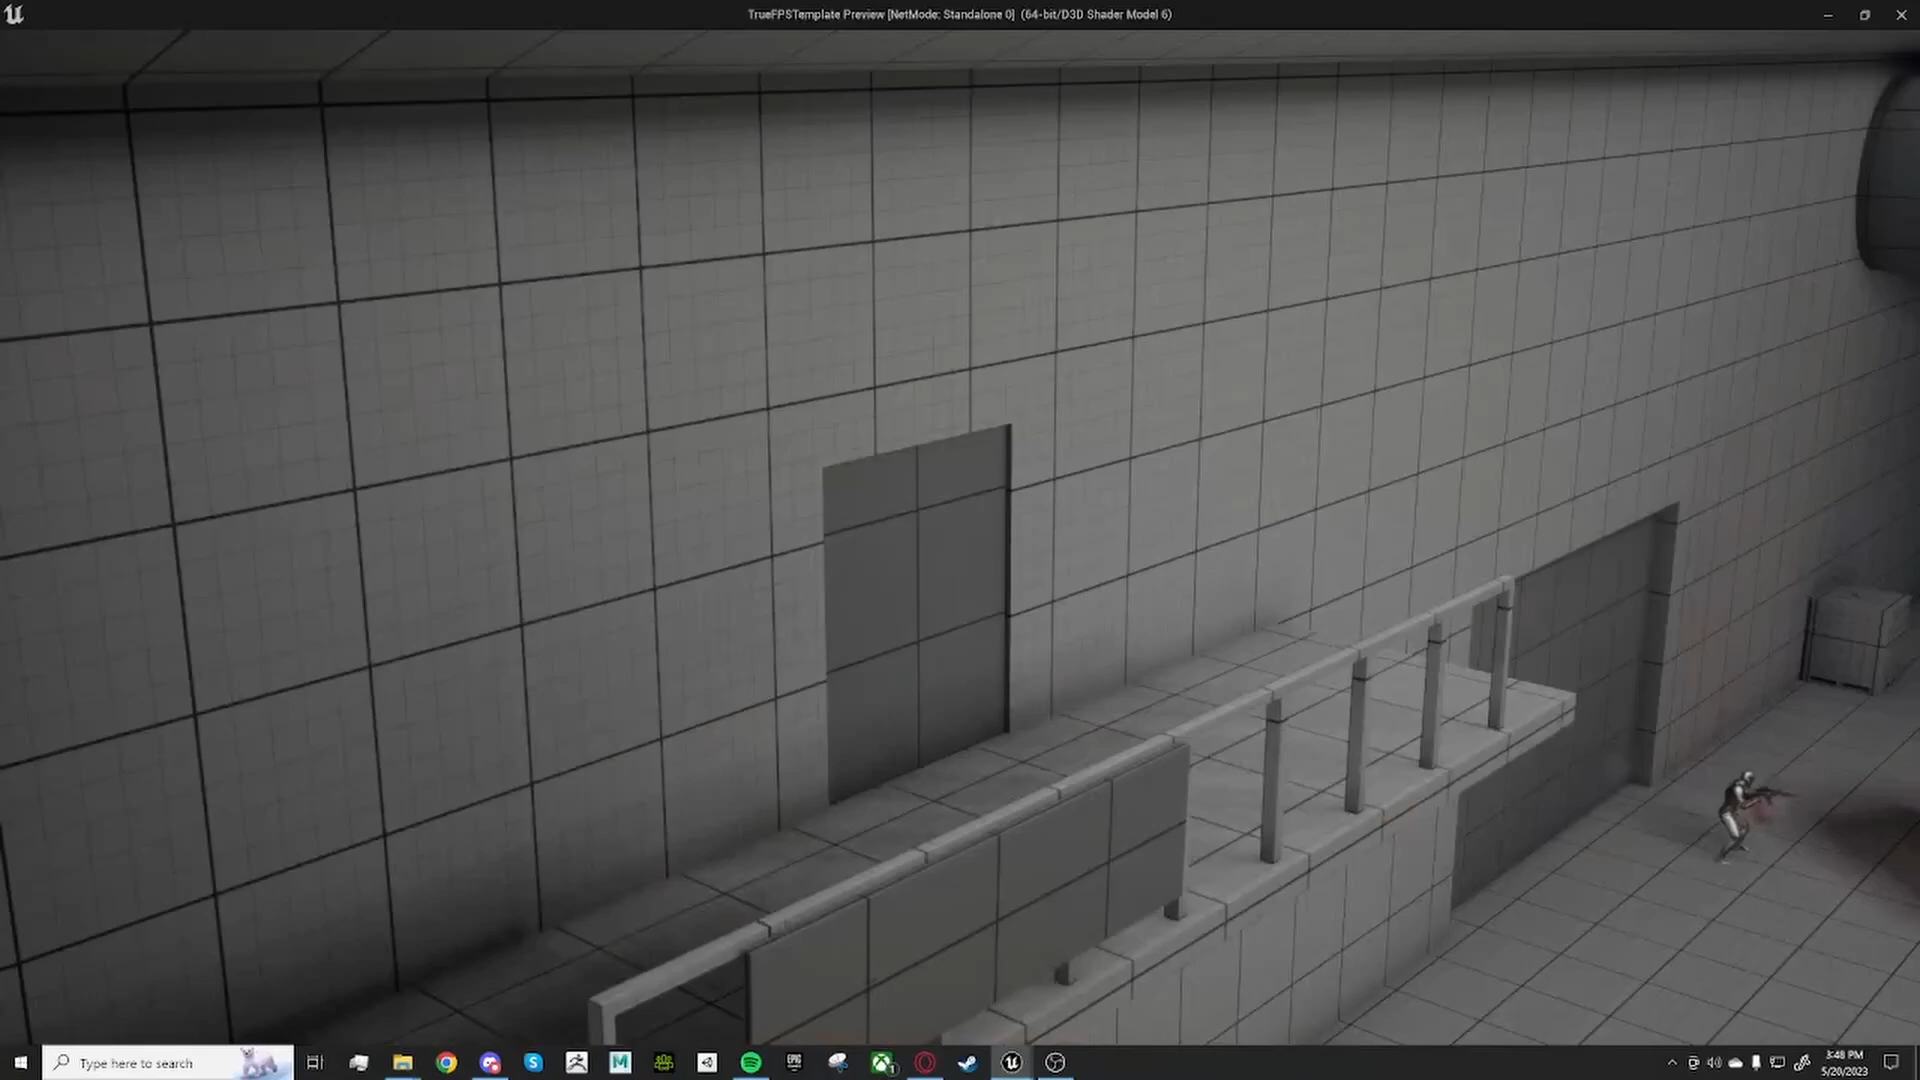 TrueFPSTemplate Preview [NetMode: Standalone 0] (64-bit/D3D Shader Model 6)
Type here to search
3:48 PM
5/20/2023